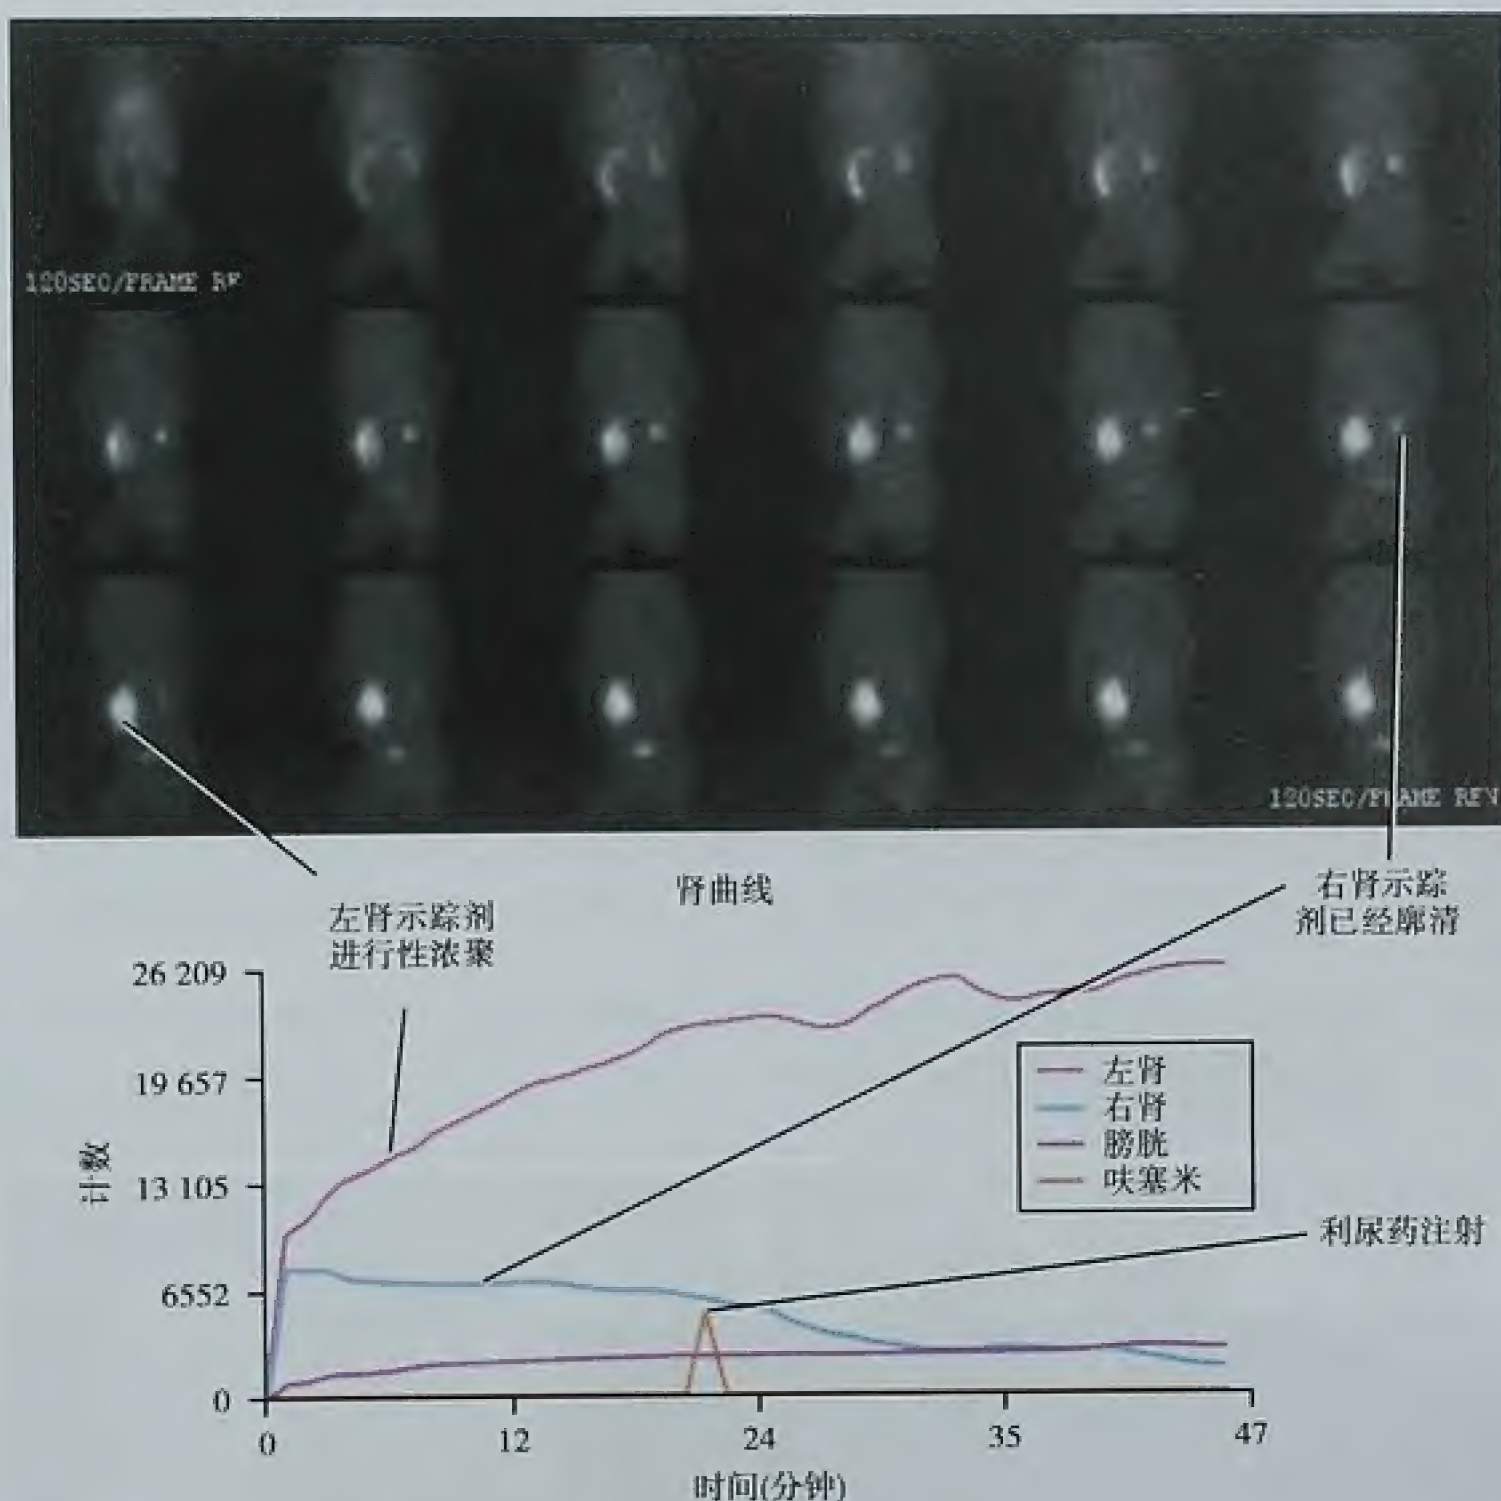 120SEC/FRAME RF
120SEC/FRAME REN
左肾示踪剂
进行性浓聚
肾曲线
右肾示踪
剂已经廓清
26 209
19 657
13 105
6552
0
计数
左肾
右肾
膀胱
呋塞米
利尿药注射
0
12
24
35
47
时间(分钟)